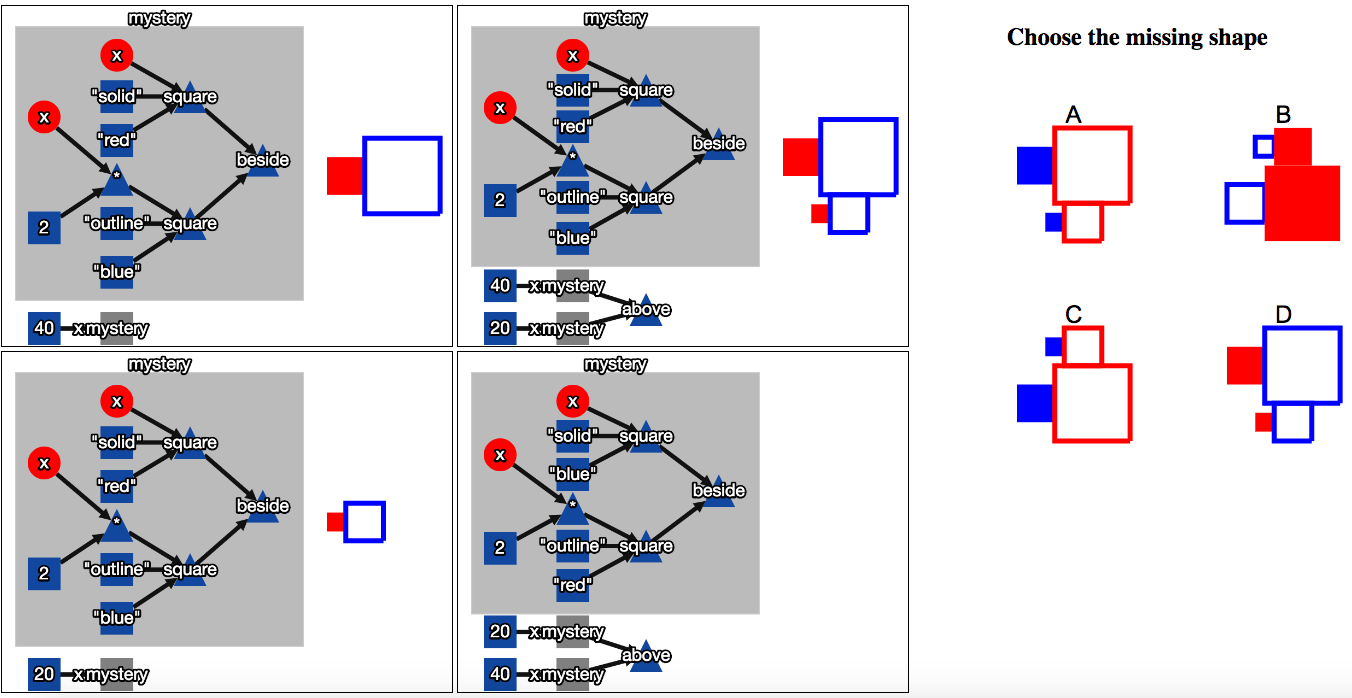 mystery
x
"solid" square
x
"red"
beside
*
2
"outline" square
"blue"
40 x mystery
mystery
x
"solid" square
x
"red"
beside
*
2
"outline" square
"blue"
40 x mystery
above
20 x mystery
mystery
x
"solid" square
x
"red"
beside
*
2
"outline" square
"blue"
20 x mystery
mystery
x
"solid" square
x
"blue"
beside
*
2
"outline" square
"red"
20 x mystery
above
40 x mystery
Choose the missing shape
A B
C D